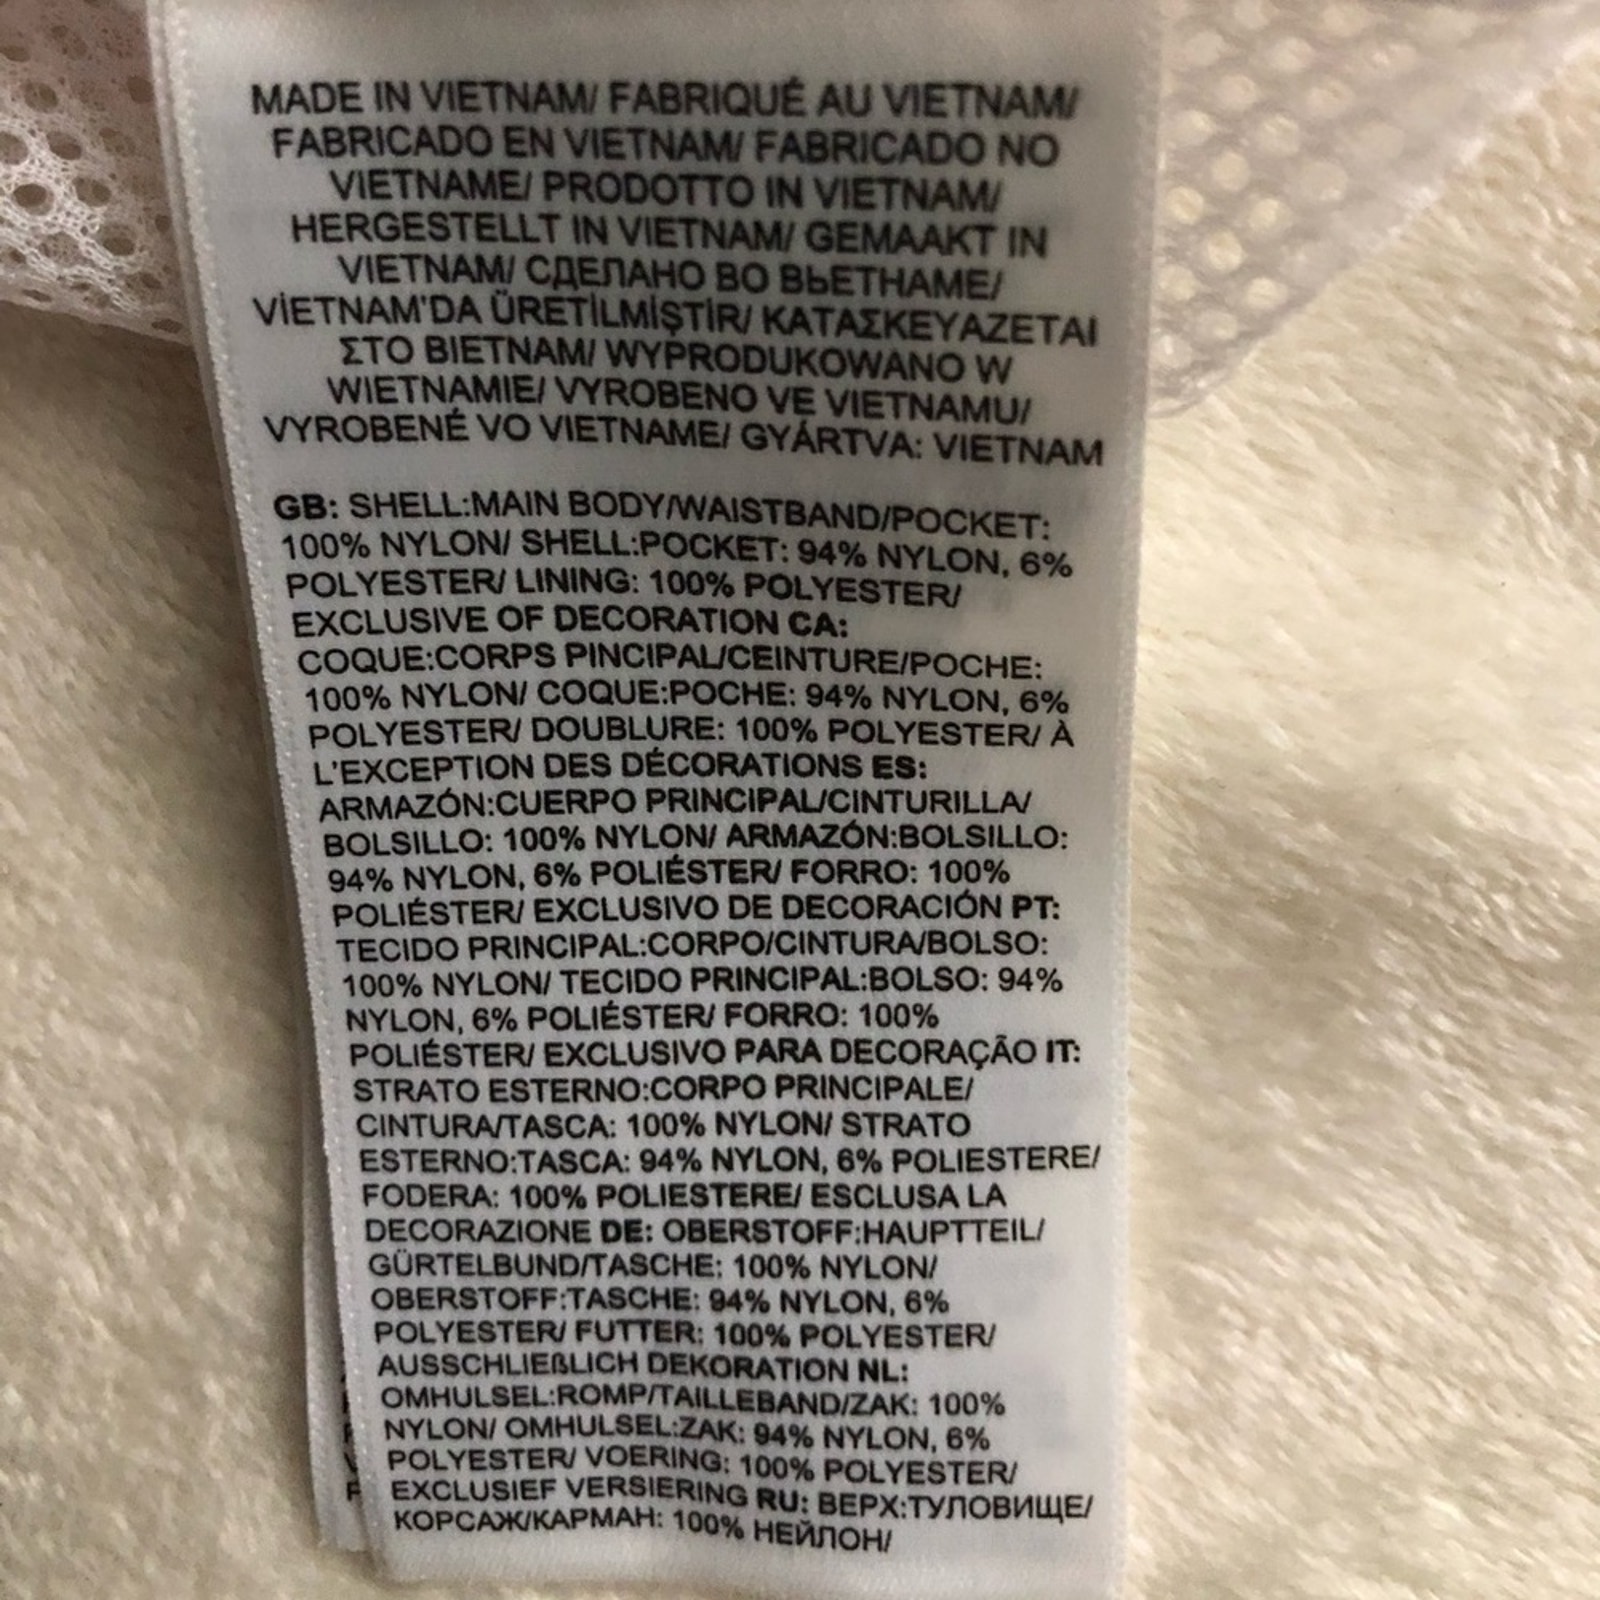 MADE IN VIETNAM/ FABRIQUÉ AU VIETNAM/
FABRICADO EN VIETNAM/ FABRICADO NO
VIETNAME/ PRODOTTO IN VIETNAM/
HERGESTELLT IN VIETNAM/ GEMAAKT IN
VIETNAM/ СДЕЛАНО ВО ВЬЕТНАМЕ/
VİETNAM'DA ÜRETİLMİŞTİR/ ΚΑΤΑΣΚΕΥΑΖΕΤΑΙ
ΣΤΟ ΒΙΕΤΝΑΜ/ WYPRODUKOWANO W
WIETNAMIE/ VYROBENO VE VIETNAMU/
VYROBENÉ VO VIETNAME/ GYÁRTVA: VIETNAM
GB: SHELL:MAIN BODY/WAISTBAND/POCKET:
100% NYLON/ SHELL:POCKET: 94% NYLON, 6%
POLYESTER/ LINING: 100% POLYESTER/
EXCLUSIVE OF DECORATION CA:
COQUE:CORPS PINCIPAL/CEINTURE/POCHE:
100% NYLON/ COQUE:POCHE: 94% NYLON, 6%
POLYESTER/ DOUBLURE: 100% POLYESTER/ À
L'EXCEPTION DES DÉCORATIONS ES:
ARMAZÓN:CUERPO PRINCIPAL/CINTURILLA/
BOLSILLO: 100% NYLON/ ARMAZÓN:BOLSILLO:
94% NYLON, 6% POLIÉSTER/ FORRO: 100%
POLIÉSTER/ EXCLUSIVO DE DECORACIÓN PT:
TECIDO PRINCIPAL:CORPO/CINTURA/BOLSO:
100% NYLON/ TECIDO PRINCIPAL:BOLSO: 94%
NYLON, 6% POLIÉSTER/ FORRO: 100%
POLIÉSTER/ EXCLUSIVO PARA DECORAÇÃO IT:
STRATO ESTERNO:CORPO PRINCIPALE/
CINTURA/TASCA: 100% NYLON/ STRATO
ESTERNO:TASCA: 94% NYLON, 6% POLIESTERE/
FODERA: 100% POLIESTERE/ ESCLUSA LA
DECORAZIONE DE: OBERSTOFF:HAUPTTEIL/
GÜRTELBUND/TASCHE: 100% NYLON/
OBERSTOFF:TASCHE: 94% NYLON, 6%
POLYESTER/ FUTTER: 100% POLYESTER/
AUSSCHLIEßLICH DEKORATION NL:
OMHULSEL:ROMP/TAILLEBAND/ZAK: 100%
NYLON/ OMHULSEL:ZAK: 94% NYLON, 6%
POLYESTER/ VOERING: 100% POLYESTER/
EXCLUSIEF VERSIERING RU: ВЕРХ:ТУЛОВИЩЕ/
КОРСАЖ/КАРМАН: 100% НЕЙЛОН/